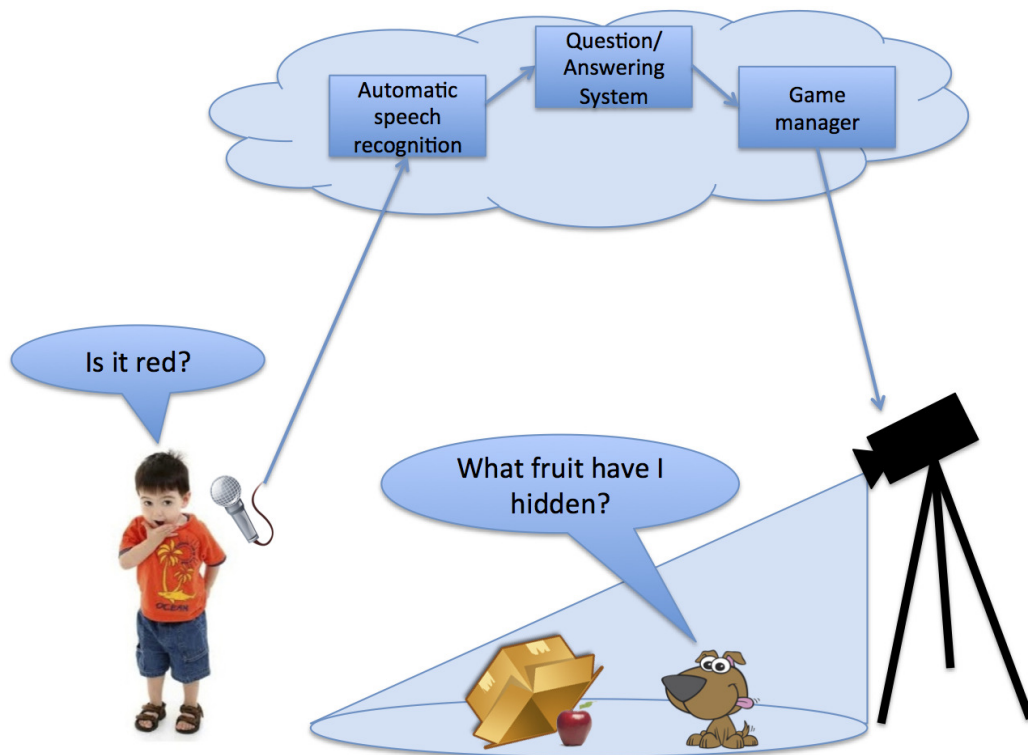 Question/
Answering
System
Automatic
speech
recognition
Game
manager
Is it red?
What fruit have I
hidden?
OCEAN